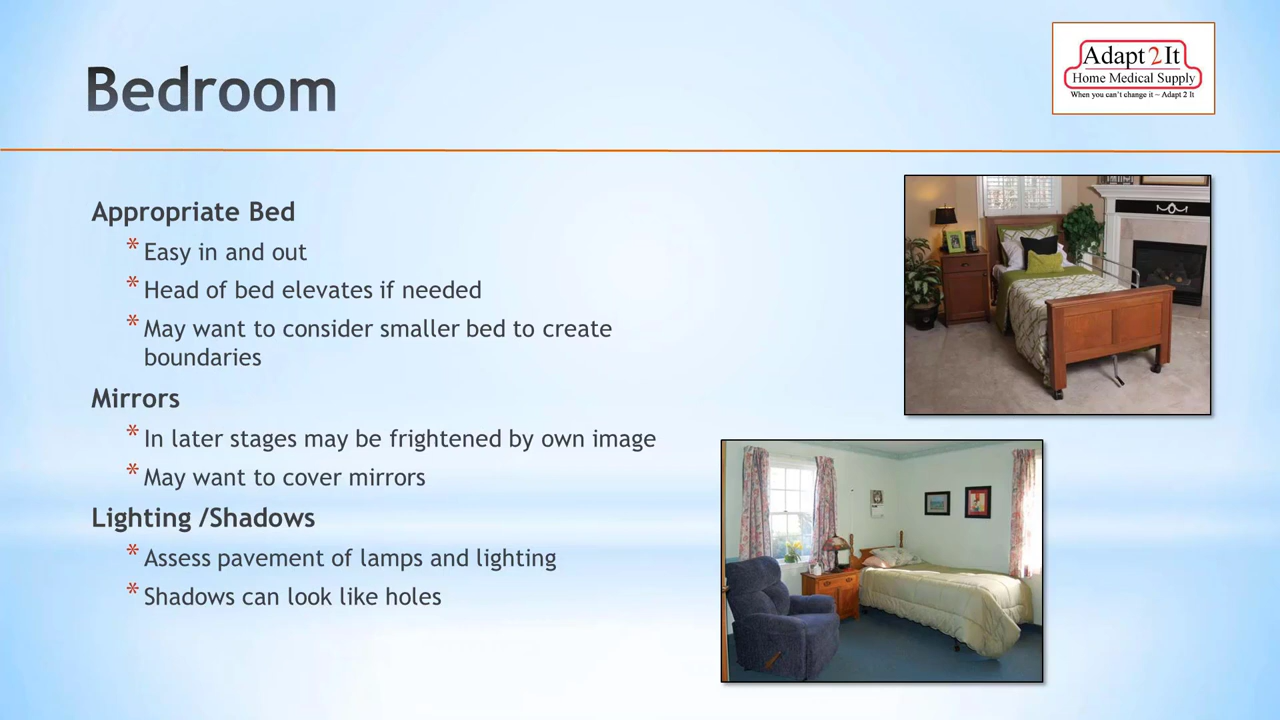 Bedroom
Adapt 2 It
Home Medical Supply
When you can't change it ~ Adapt 2 It
Appropriate Bed
* Easy in and out
* Head of bed elevates if needed
* May want to consider smaller bed to create
boundaries
Mirrors
* In later stages may be frightened by own image
* May want to cover mirrors
Lighting /Shadows
* Assess pavement of lamps and lighting
* Shadows can look like holes